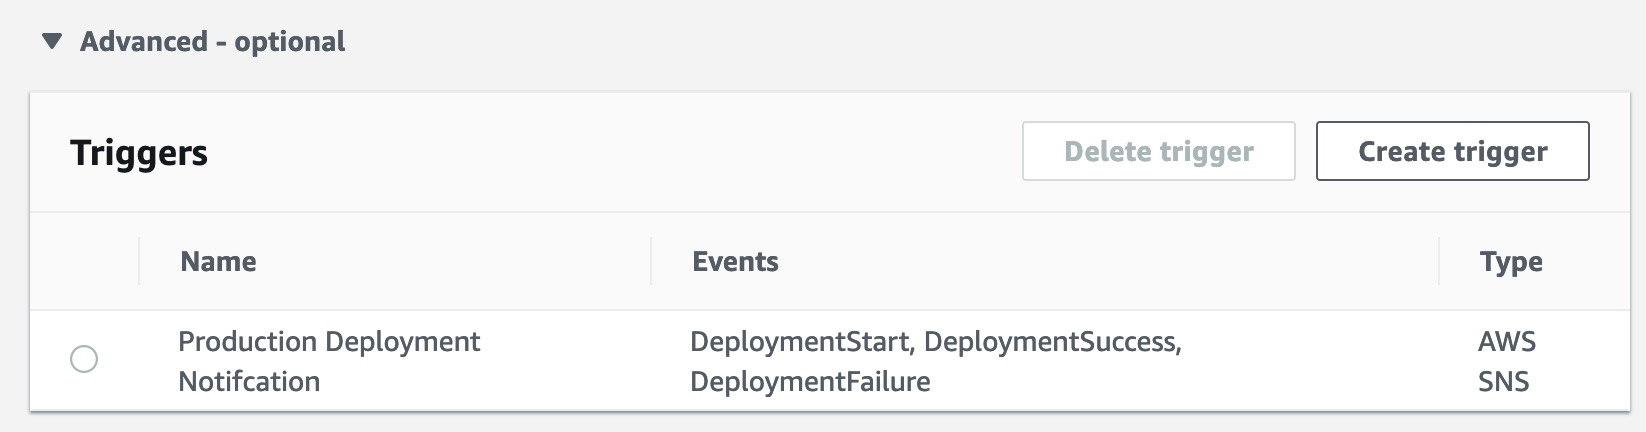 ▼ Advanced - optional
Triggers
Delete trigger
Create trigger
Name
Events
Type
Production Deployment
Notifcation
DeploymentStart, DeploymentSuccess,
DeploymentFailure
AWS
SNS